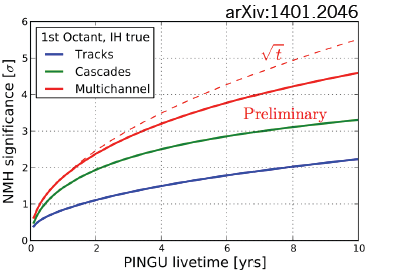 arXiv:1401.2046
1st Octant, IH true
Tracks
Cascades
Multichannel
√t
Preliminary
NMH significance [σ]
6
5
4
3
2
1
0
0 2 4 6 8 10
PINGU livetime [yrs]